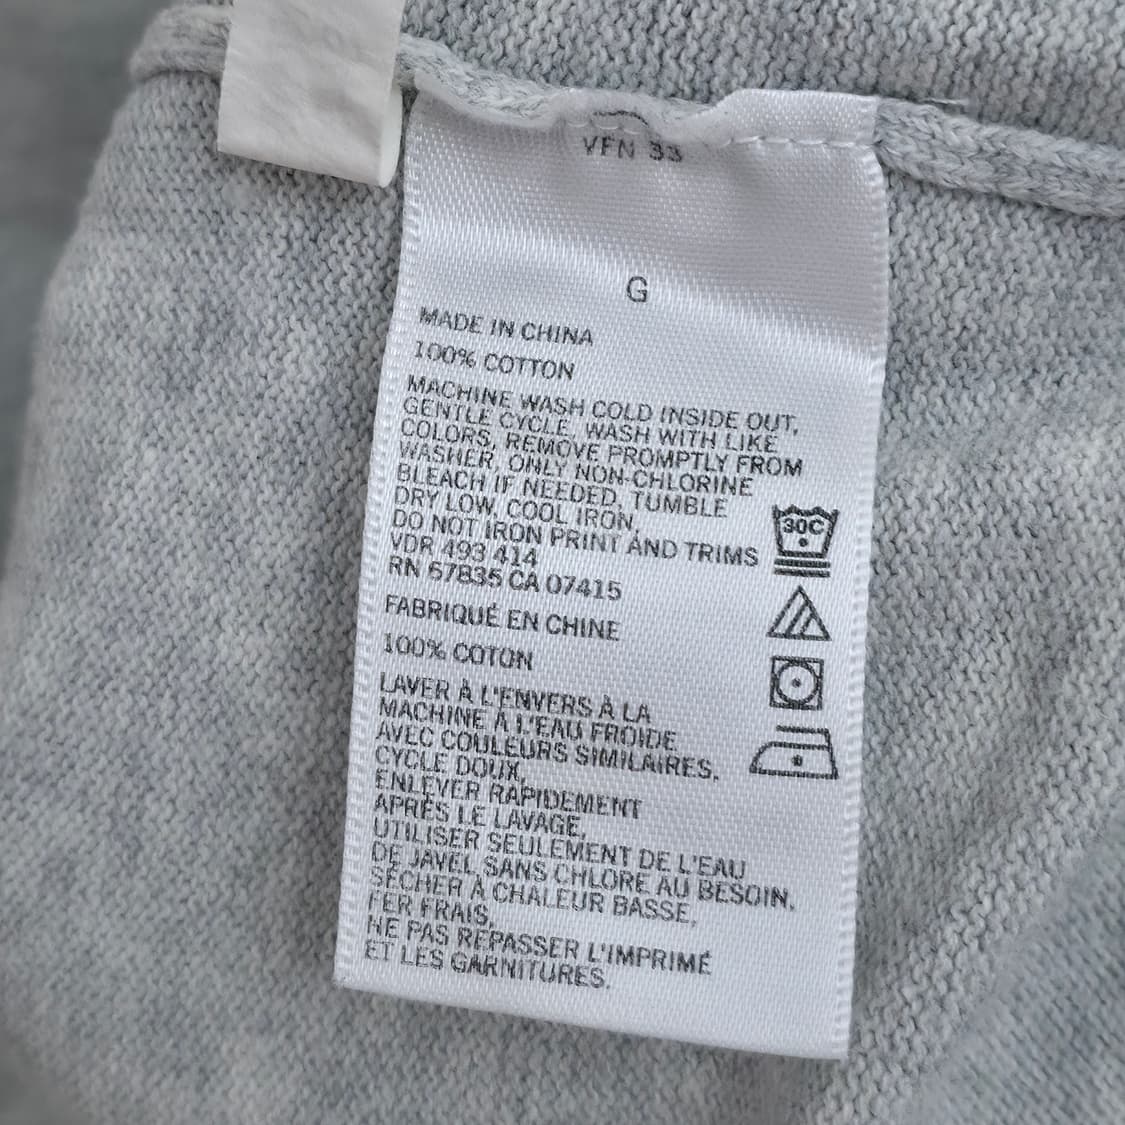 VFN 33
G
MADE IN CHINA
100% COTTON
MACHINE WASH COLD INSIDE OUT,
GENTLE CYCLE, WASH WITH LIKE
COLORS, REMOVE PROMPTLY FROM
WASHER, ONLY NON-CHLORINE
BLEACH IF NEEDED, TUMBLE
DRY LOW, COOL IRON,
DO NOT IRON PRINT AND TRIMS
VDR 493 414
RN 57835 CA 07415
30C
FABRIQUÉ EN CHINE
100% COTON
LAVER À L'ENVERS À LA
MACHINE À L'EAU FROIDE
AVEC COULEURS SIMILAIRES,
CYCLE DOUX,
ENLEVER RAPIDEMENT
APRÈS LE LAVAGE,
UTILISER SEULEMENT DE L'EAU
DE JAVEL SANS CHLORE AU BESOIN,
SÉCHER À CHALEUR BASSE,
FER FRAIS,
NE PAS REPASSER L'IMPRIMÉ
ET LES GARNITURES.